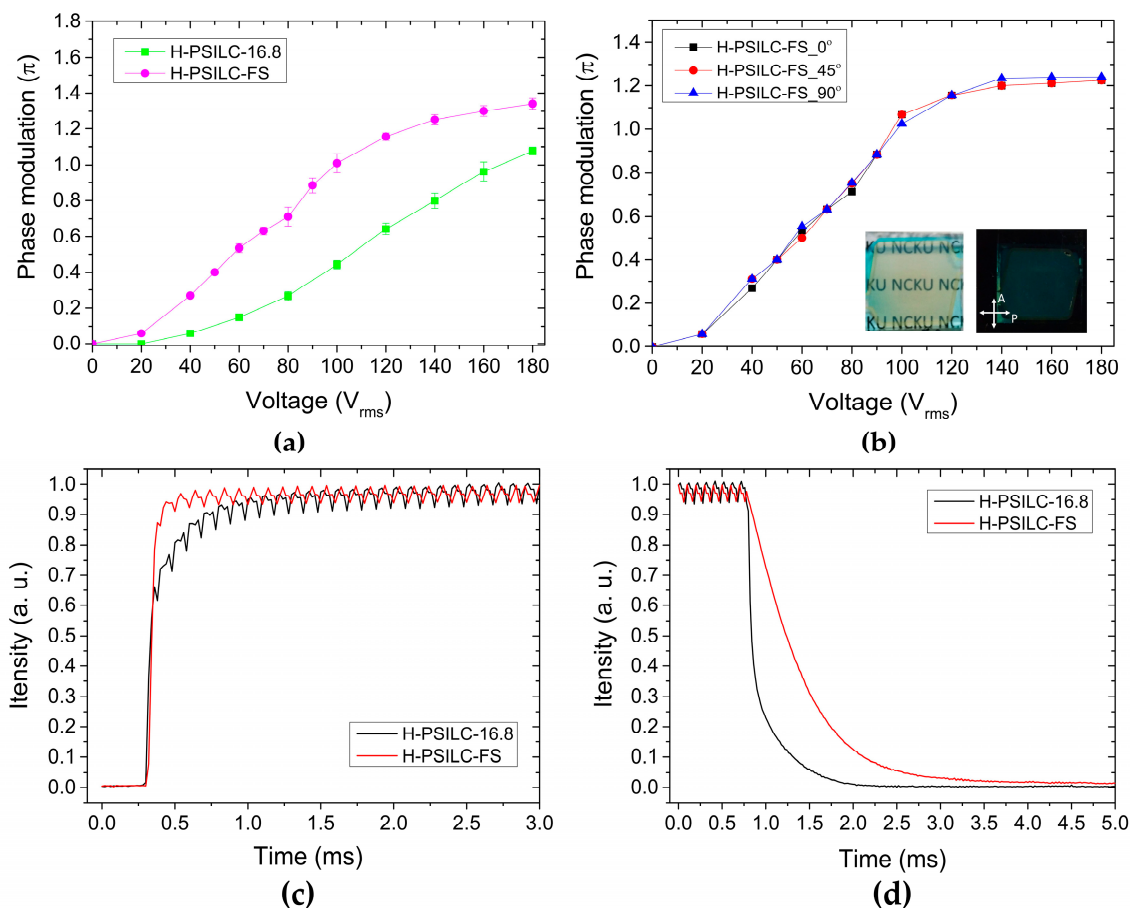 H-PSILC-16.8
H-PSILC-FS
Phase modulation (π)
1.8
1.6
1.4
1.2
1.0
0.8
0.6
0.4
0.2
0.0
0 20 40 60 80 100 120 140 160 180
Voltage (Vrms)
(a)
H-PSILC-FS_0°
H-PSILC-FS_45°
H-PSILC-FS_90°
Phase modulation (π)
1.4
1.2
1.0
0.8
0.6
0.4
0.2
0.0
KU NCKU NC
KU NCKU NC
KU NCKU NC
A
P
0 20 40 60 80 100 120 140 160 180
Voltage (Vrms)
(b)
Itensity (a. u.)
1.0
0.9
0.8
0.7
0.6
0.5
0.4
0.3
0.2
0.1
0.0
H-PSILC-16.8
H-PSILC-FS
0.0 0.5 1.0 1.5 2.0 2.5 3.0
Time (ms)
(c)
H-PSILC-16.8
H-PSILC-FS
Itensity (a. u.)
1.0
0.9
0.8
0.7
0.6
0.5
0.4
0.3
0.2
0.1
0.0
0.0 0.5 1.0 1.5 2.0 2.5 3.0 3.5 4.0 4.5 5.0
Time (ms)
(d)